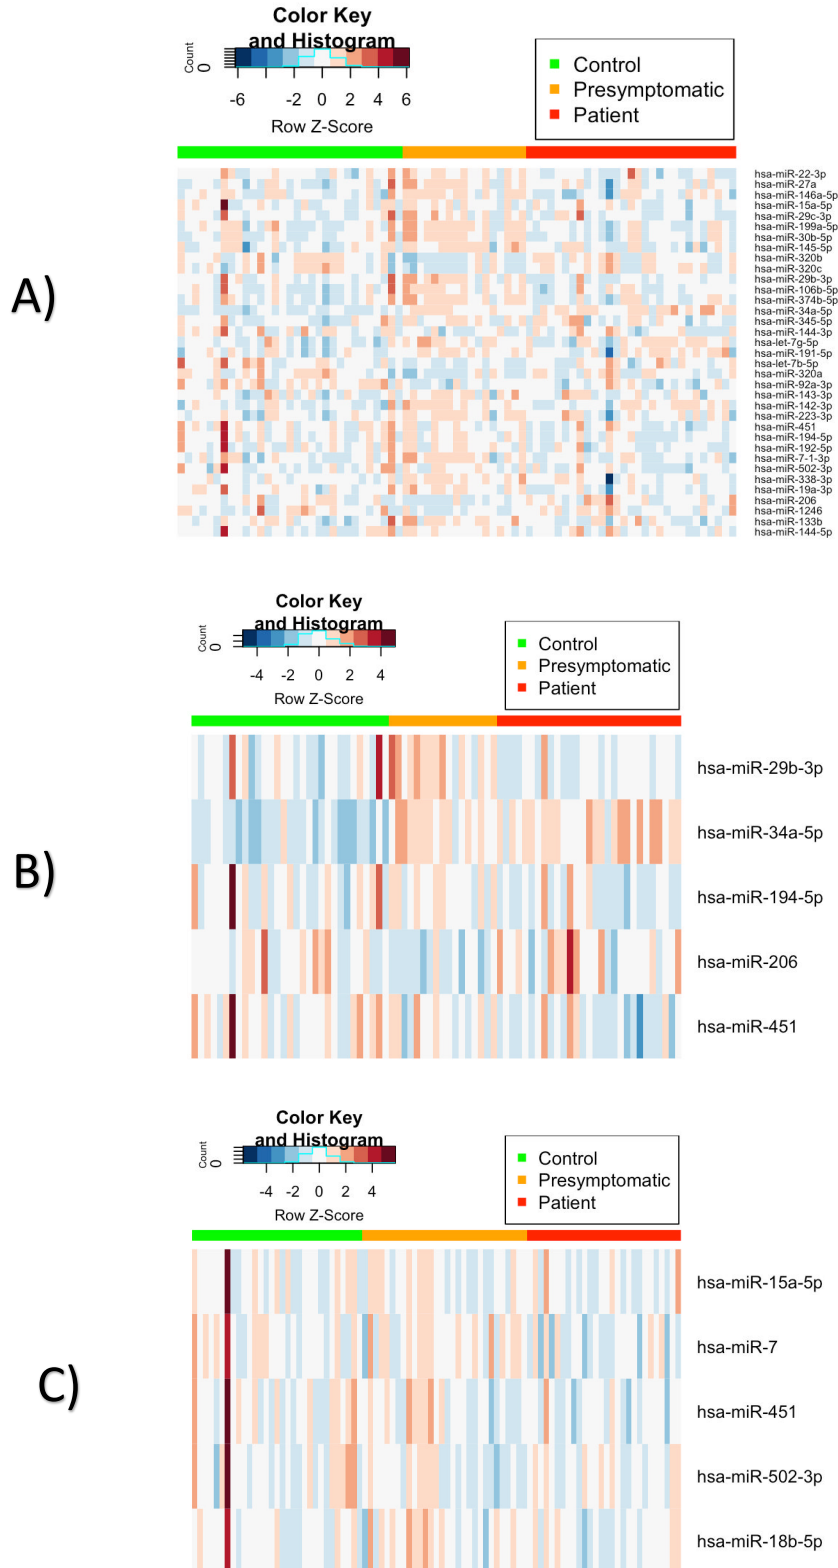 Color Key
and Histogram
Count
0
-6 -2 0 2 4 6
Row Z-Score
Control
Presymptomatic
Patient
A)
hsa-miR-22-3p
hsa-miR-27a
hsa-miR-146a-5p
hsa-miR-15a-5p
hsa-miR-29c-3p
hsa-miR-199a-5p
hsa-miR-30b-5p
hsa-miR-145-5p
hsa-miR-320b
hsa-miR-320c
hsa-miR-29b-3p
hsa-miR-106b-5p
hsa-miR-374b-5p
hsa-miR-34a-5p
hsa-miR-345-5p
hsa-miR-144-3p
hsa-let-7g-5p
hsa-miR-191-5p
hsa-let-7b-5p
hsa-miR-320a
hsa-miR-92a-3p
hsa-miR-143-3p
hsa-miR-142-3p
hsa-miR-223-3p
hsa-miR-451
hsa-miR-194-5p
hsa-miR-192-5p
hsa-miR-7-1-3p
hsa-miR-502-3p
hsa-miR-338-3p
hsa-miR-19a-3p
hsa-miR-206
hsa-miR-1246
hsa-miR-133b
hsa-miR-144-5p
Color Key
and Histogram
Count
0
-4 -2 0 2 4
Row Z-Score
Control
Presymptomatic
Patient
B)
hsa-miR-29b-3p
hsa-miR-34a-5p
hsa-miR-194-5p
hsa-miR-206
hsa-miR-451
Color Key
and Histogram
Count
0
-4 -2 0 2 4
Row Z-Score
Control
Presymptomatic
Patient
C)
hsa-miR-15a-5p
hsa-miR-7
hsa-miR-451
hsa-miR-502-3p
hsa-miR-18b-5p